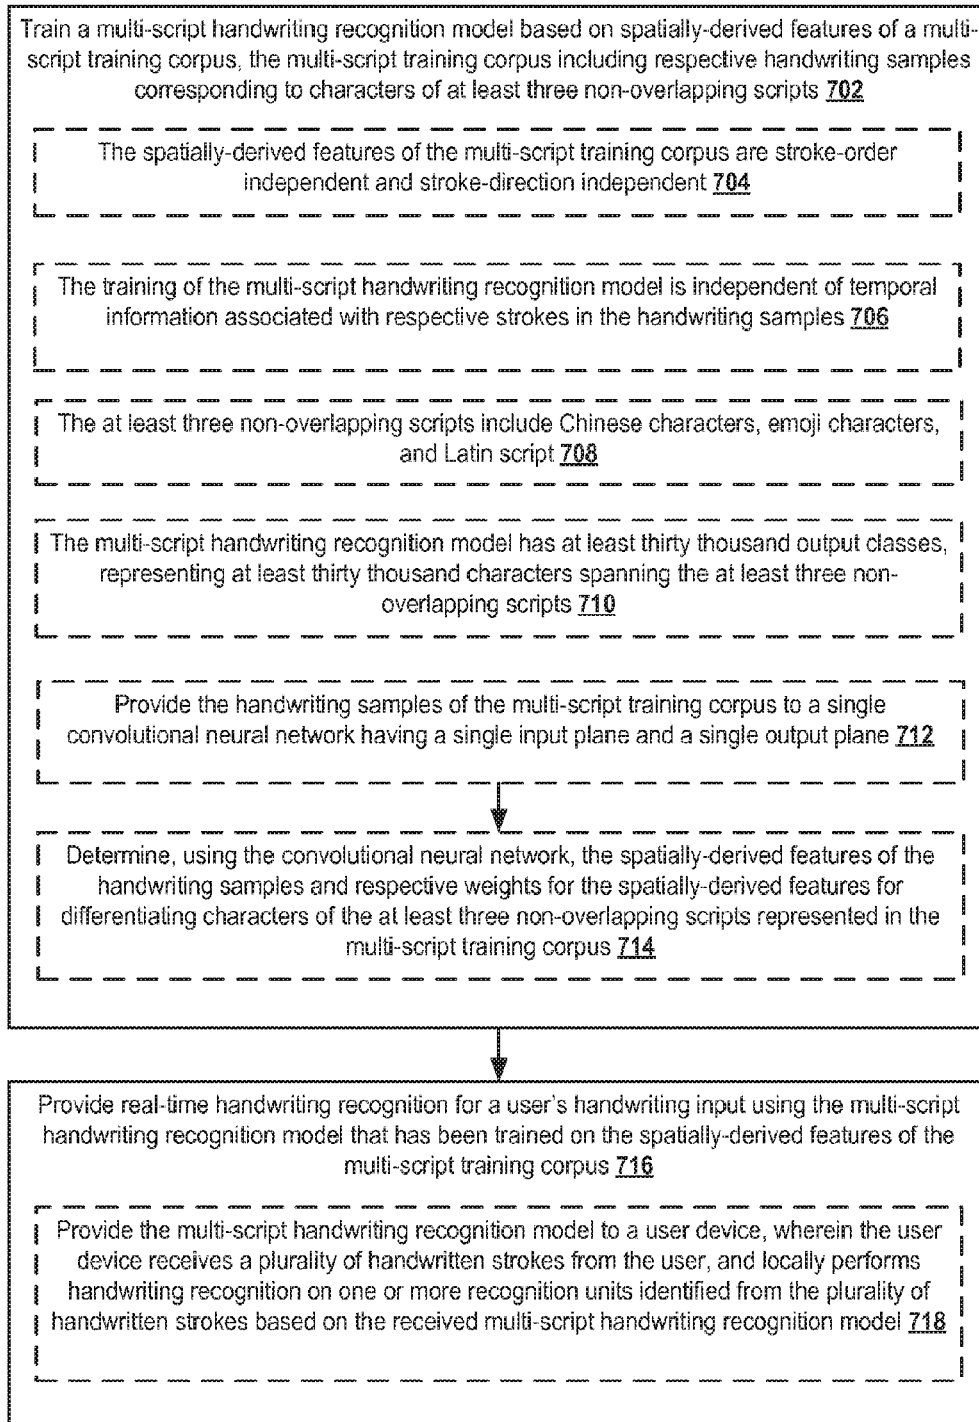 Train a multi-script handwriting recognition model based on spatially-derived features of a multi-
script training corpus, the multi-script training corpus including respective handwriting samples
corresponding to characters of at least three non-overlapping scripts 702
The spatially-derived features of the multi-script training corpus are stroke-order
independent and stroke-direction independent 704
The training of the multi-script handwriting recognition model is independent of temporal
information associated with respective strokes in the handwriting samples 706
The at least three non-overlapping scripts include Chinese characters, emoji characters,
and Latin script 708
The multi-script handwriting recognition model has at least thirty thousand output classes,
representing at least thirty thousand characters spanning the at least three non-
overlapping scripts 710
Provide the handwriting samples of the multi-script training corpus to a single
convolutional neural network having a single input plane and a single output plane 712
Determine, using the convolutional neural network, the spatially-derived features of the
handwriting samples and respective weights for the spatially-derived features for
differentiating characters of the at least three non-overlapping scripts represented in the
multi-script training corpus 714
Provide real-time handwriting recognition for a user's handwriting input using the multi-script
handwriting recognition model that has been trained on the spatially-derived features of the
multi-script training corpus 716
Provide the multi-script handwriting recognition model to a user device, wherein the user
device receives a plurality of handwritten strokes from the user, and locally performs
handwriting recognition on one or more recognition units identified from the plurality of
handwritten strokes based on the received multi-script handwriting recognition model 718